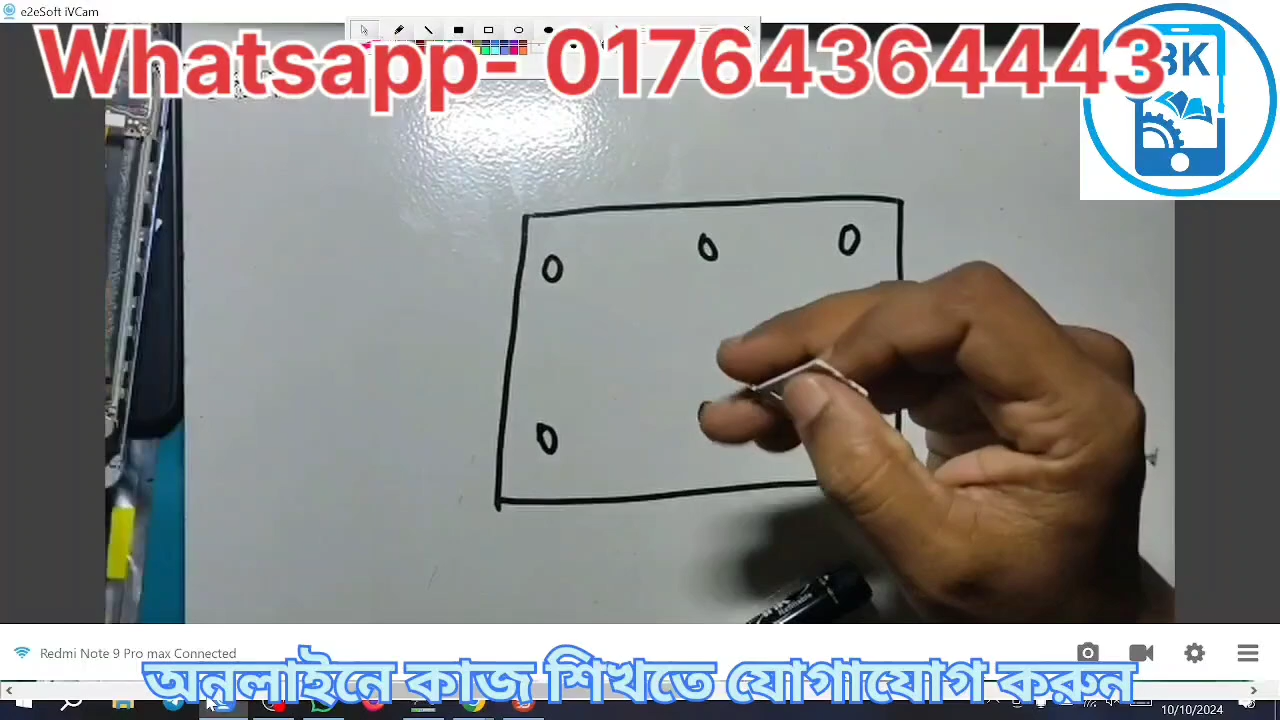 e2eSoft iVCam
Whatsapp- 01764364443
BK
Redmi Note 9 Pro max Connected
অনলাইনে কাজ শিখতে যোগাযোগ করুন
10/10/2024